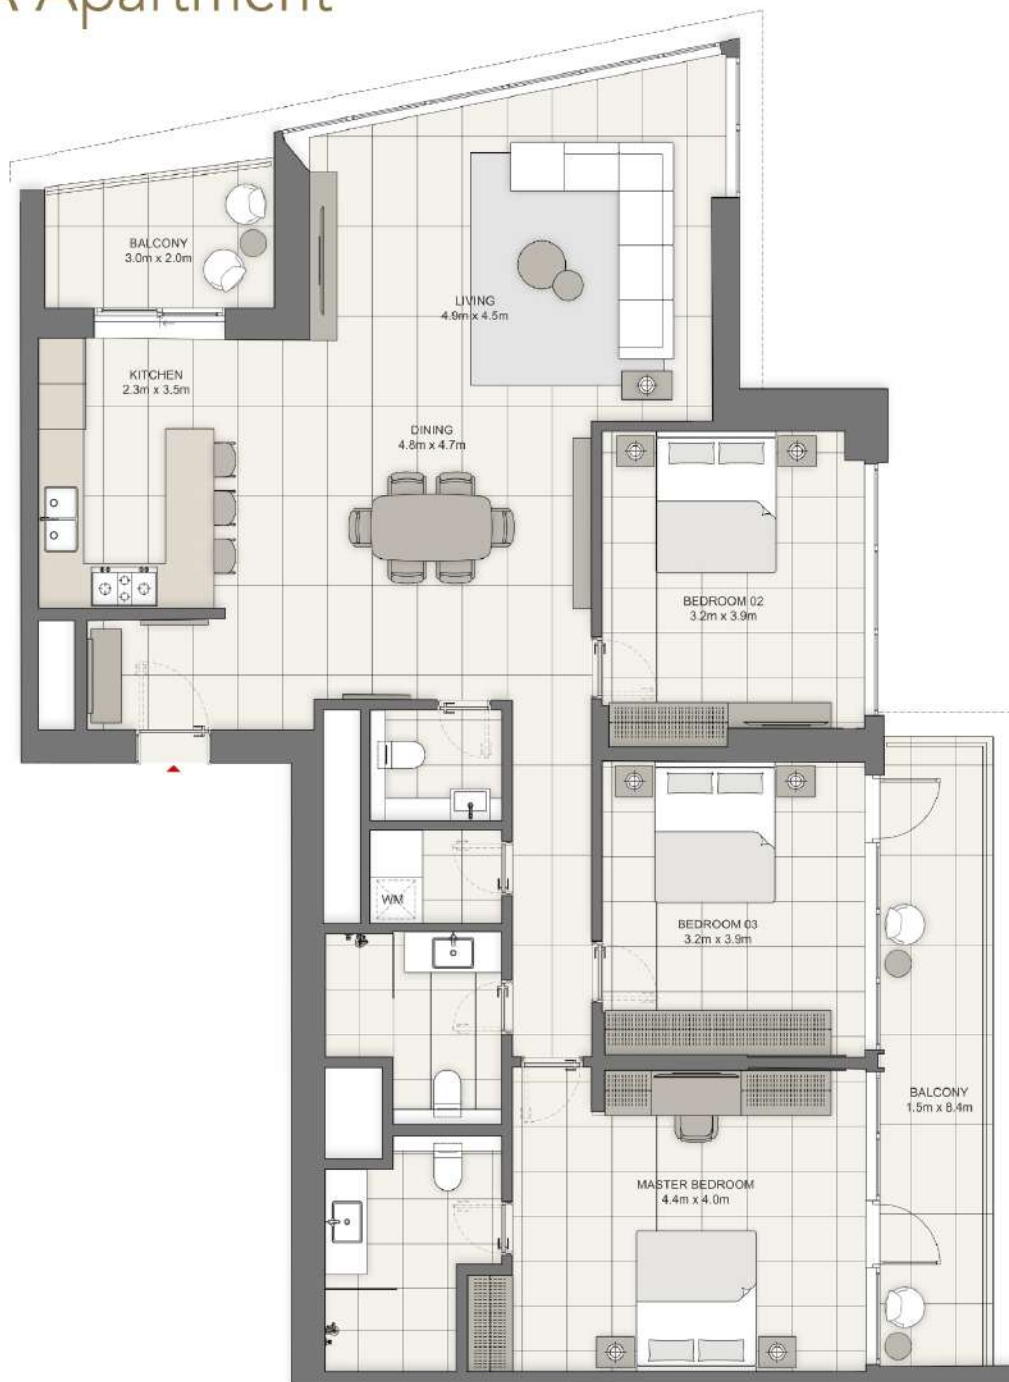 Apartment
BALCONY
3.0m x 2.0m
LIVING
4.9m x 4.5m
KITCHEN
2.3m x 3.5m
DINING
4.8m x 4.7m
BEDROOM 02
3.2m x 3.9m
WM
BEDROOM 03
3.2m x 3.9m
BALCONY
1.5m x 8.4m
MASTER BEDROOM
4.4m x 4.0m